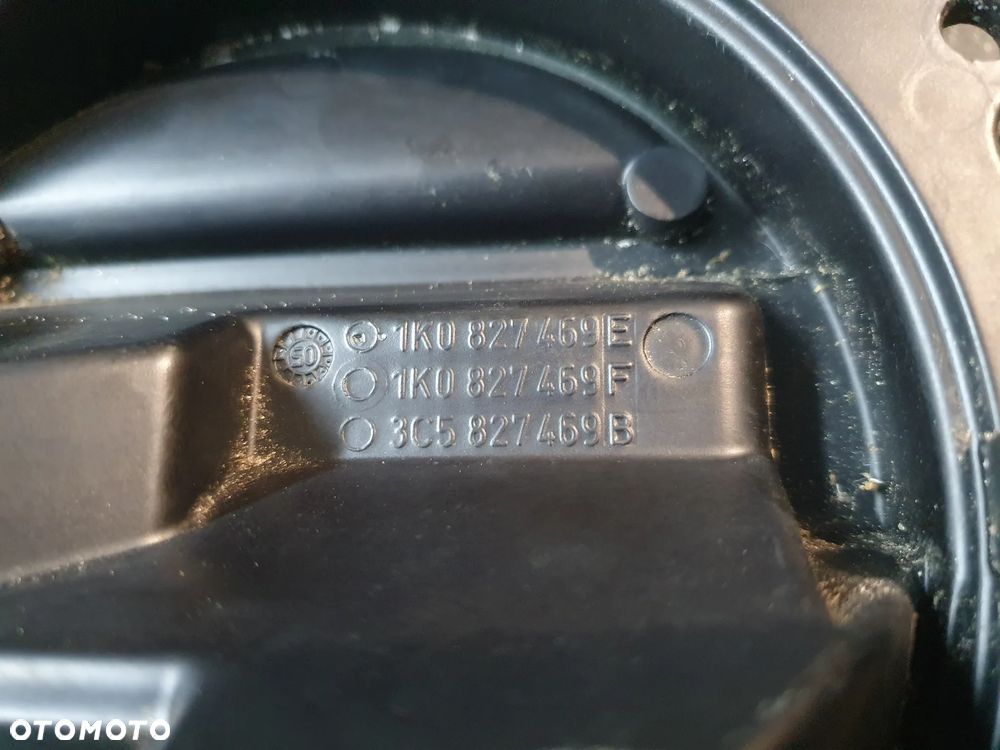 1K0 827 469 E
1K0 827 469 F
3C5 827 469 B
OTOMOTO